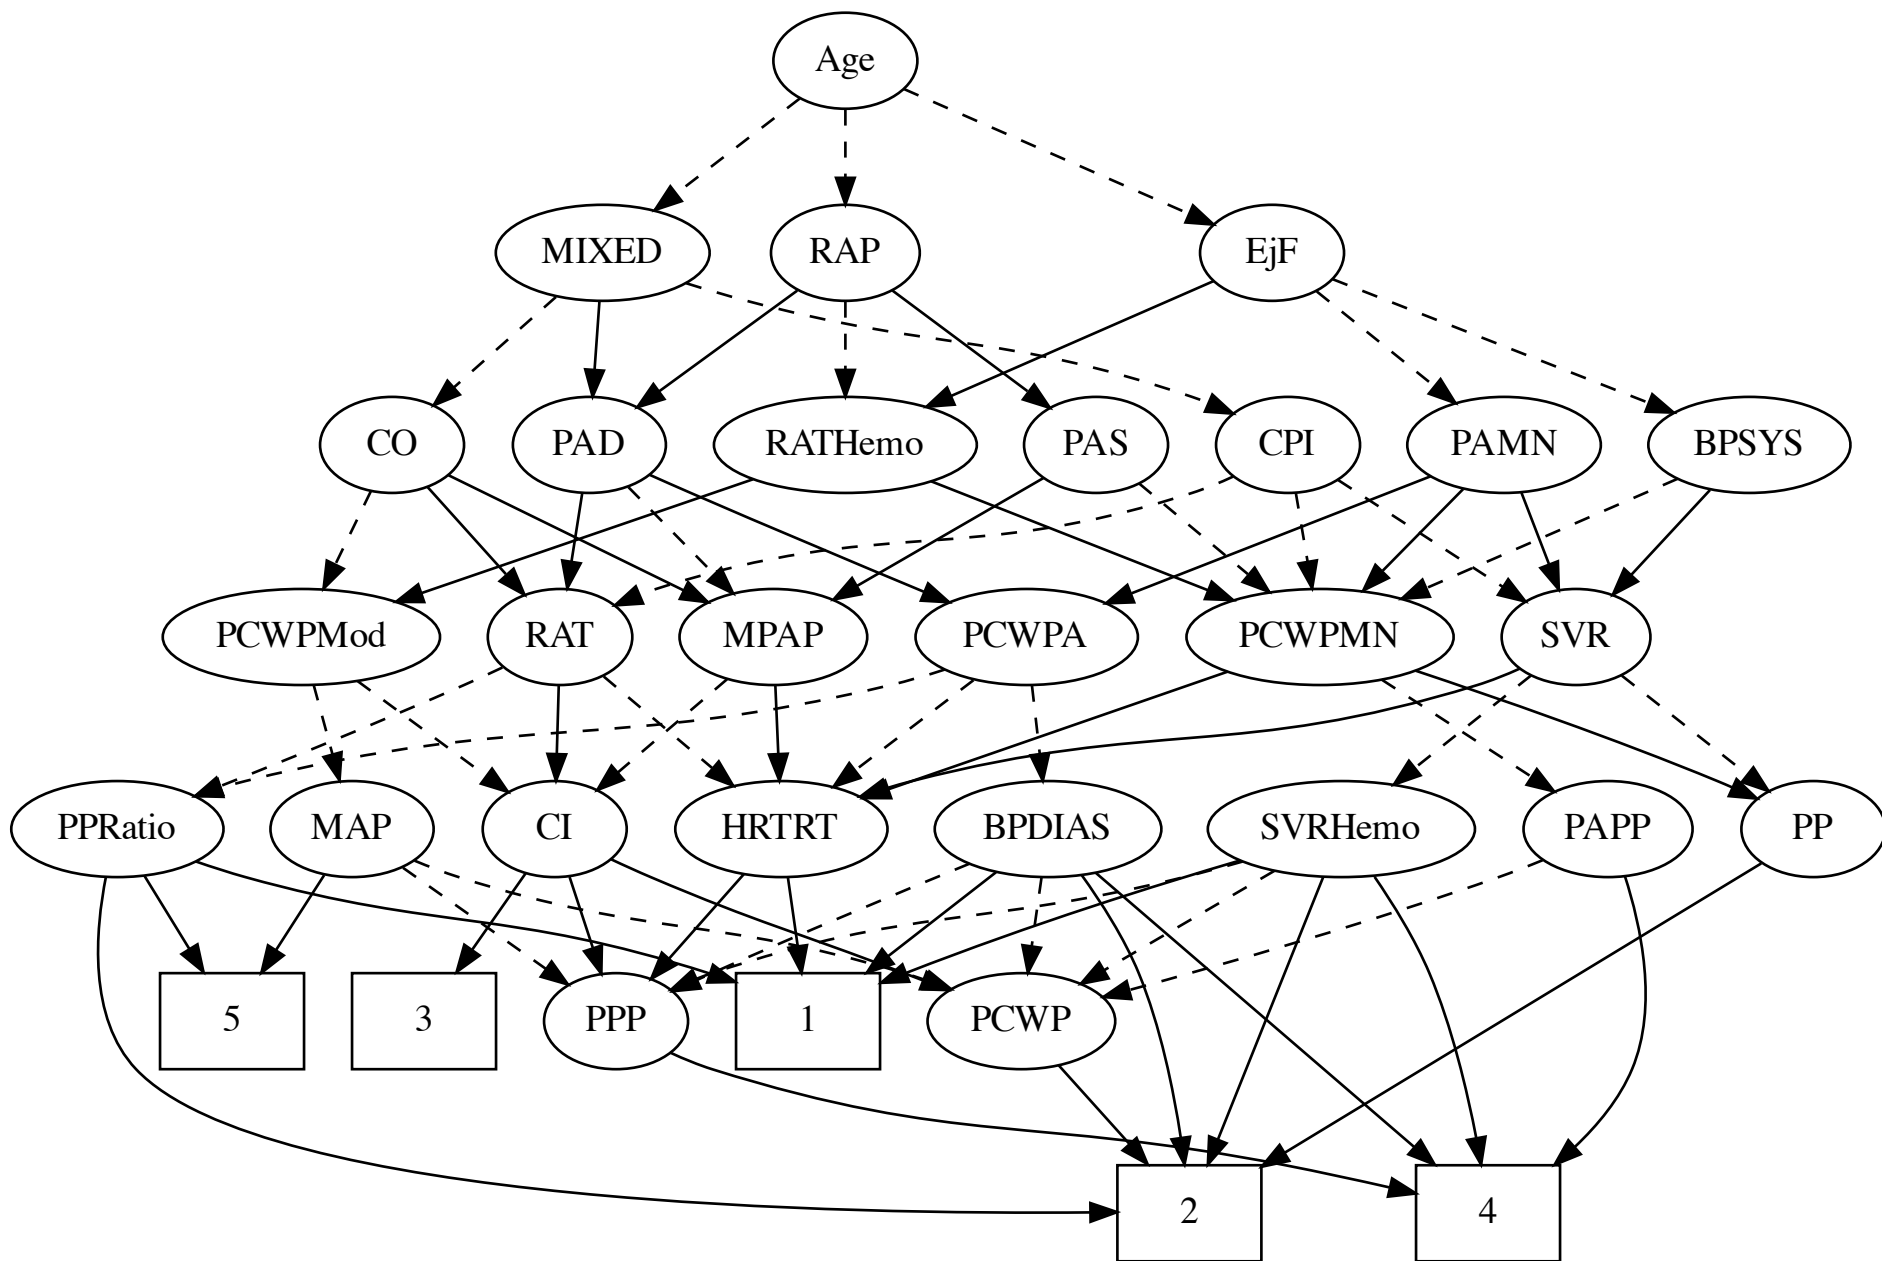 Age
MIXED
RAP
EjF
CO
PAD
RATHemo
PAS
CPI
PAMN
BPSYS
PCWPMod
RAT
MPAP
PCWPA
PCWPMN
SVR
PPRatio
MAP
CI
HRTRT
BPDIAS
SVRHemo
PAPP
PP
5
3
PPP
1
PCWP
2
4